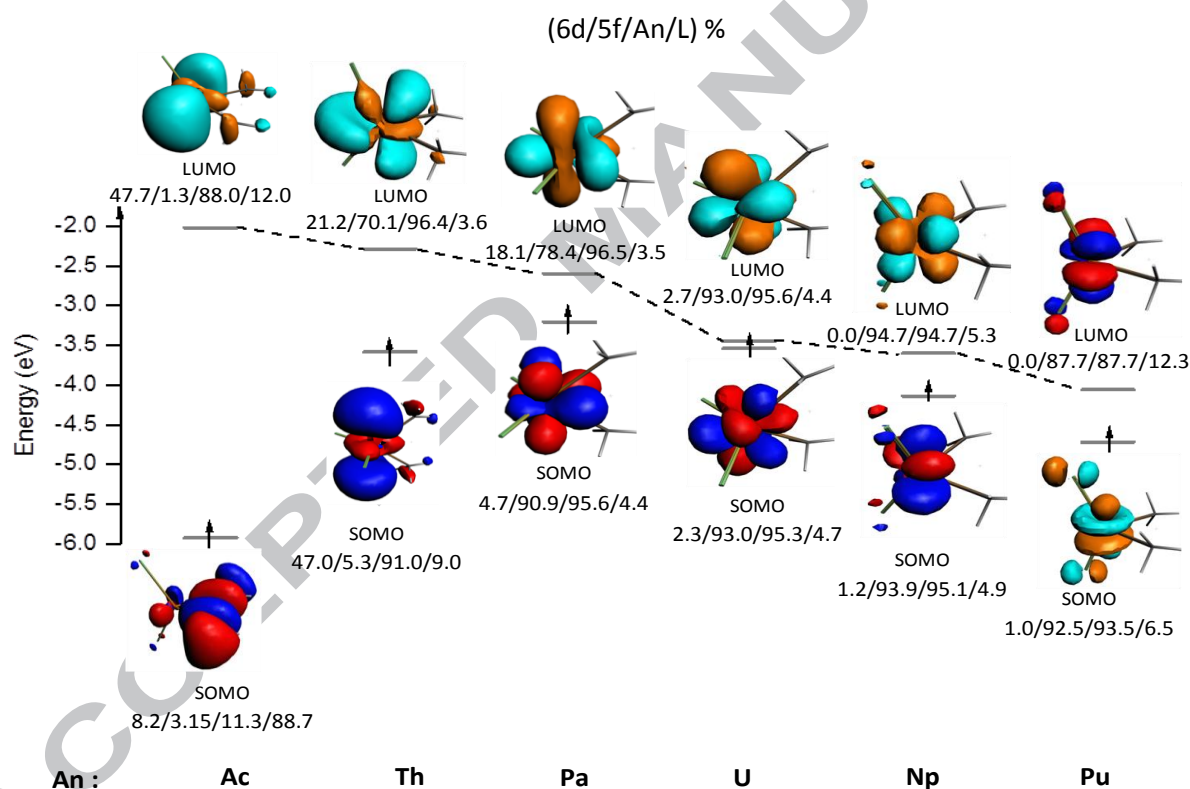 (6d/5f/An/L) %
LUMO
47.7/1.3/88.0/12.0
LUMO
21.2/70.1/96.4/3.6
LUMO
18.1/78.4/96.5/3.5
LUMO
2.7/93.0/95.6/4.4
LUMO
0.0/94.7/94.7/5.3
LUMO
0.0/87.7/87.7/12.3
Energy (eV)
-2.0
-2.5
-3.0
-3.5
-4.0
-4.5
-5.0
-5.5
-6.0
SOMO
8.2/3.15/11.3/88.7
SOMO
47.0/5.3/91.0/9.0
SOMO
4.7/90.9/95.6/4.4
SOMO
2.3/93.0/95.3/4.7
SOMO
1.2/93.9/95.1/4.9
SOMO
1.0/92.5/93.5/6.5
An : Ac Th Pa U Np Pu